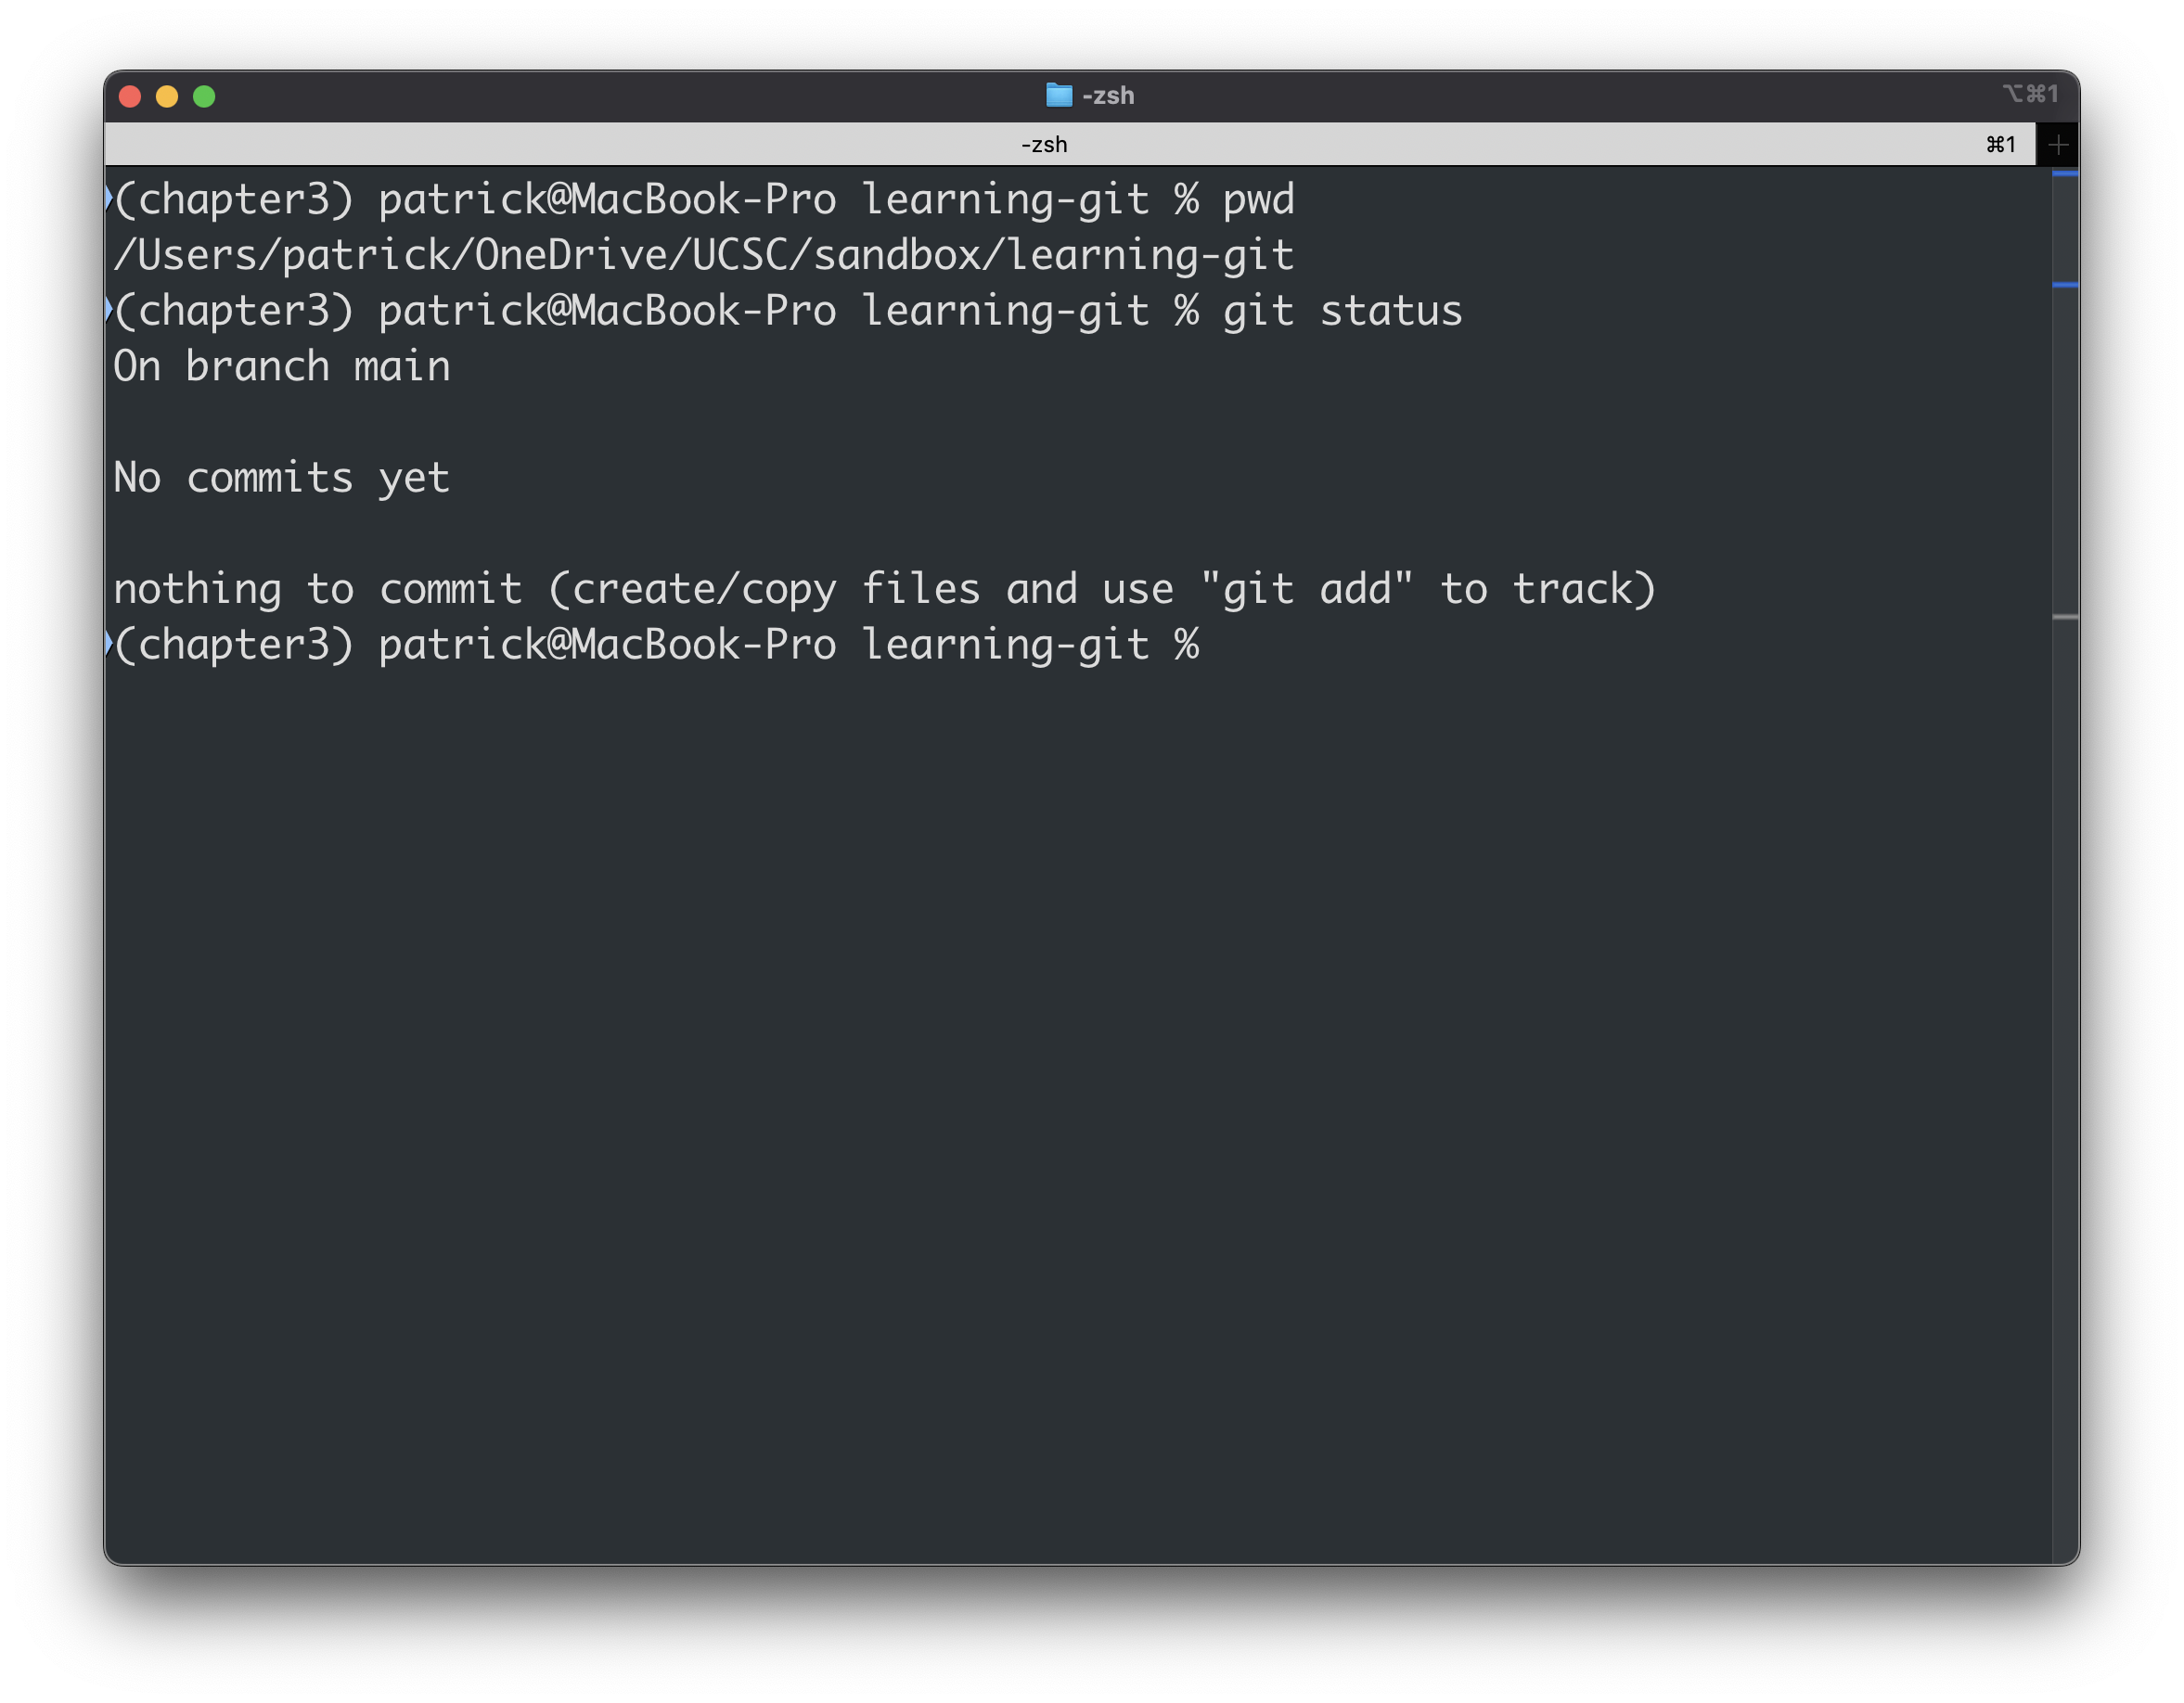 -zsh
⌥⌘1
-zsh
⌘1
(chapter3) patrick@MacBook-Pro learning-git % pwd
/Users/patrick/OneDrive/UCSC/sandbox/learning-git
(chapter3) patrick@MacBook-Pro learning-git % git status
On branch main
No commits yet
nothing to commit (create/copy files and use "git add" to track)
(chapter3) patrick@MacBook-Pro learning-git %